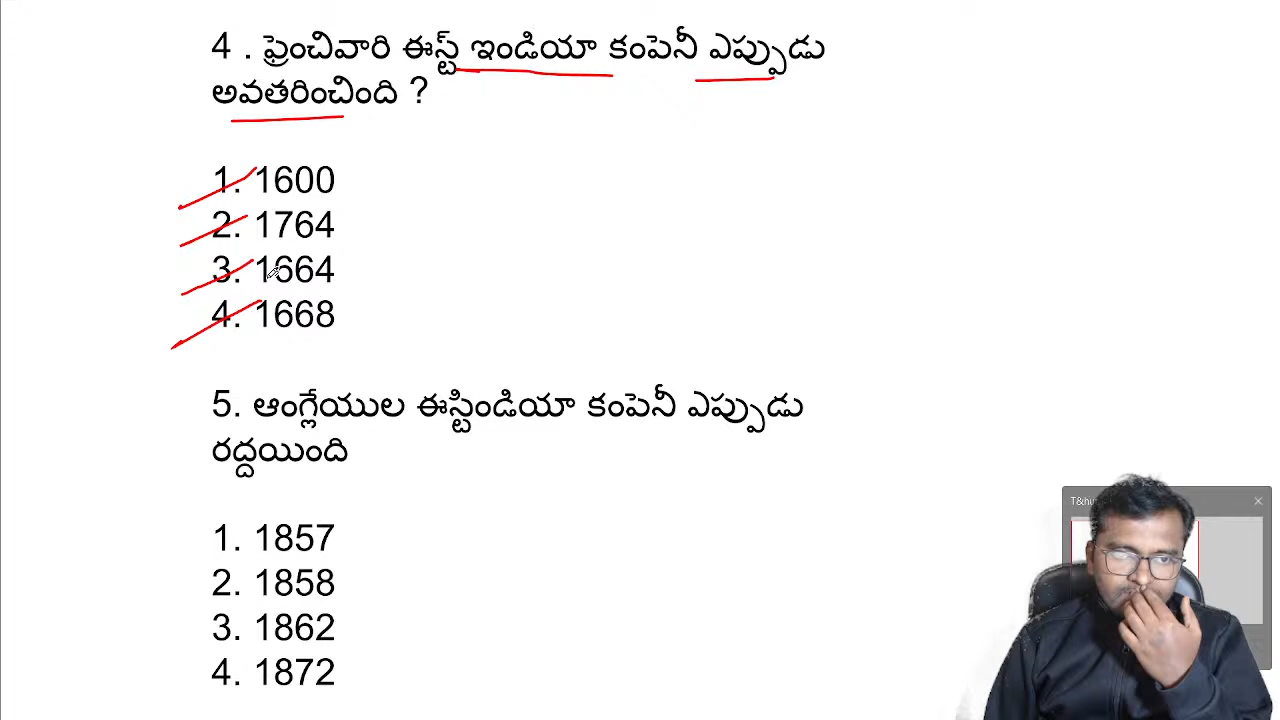 4 . ఫ్రెంచివారి ఈస్ట్ ఇండియా కంపెనీ ఎప్పుడు
అవతరించింది ?
1. 1600
2. 1764
3. 1664
4. 1668
5. ఆంగ్లేయుల ఈస్టిండియా కంపెనీ ఎప్పుడు
రద్దయింది
1. 1857
2. 1858
3. 1862
4. 1872